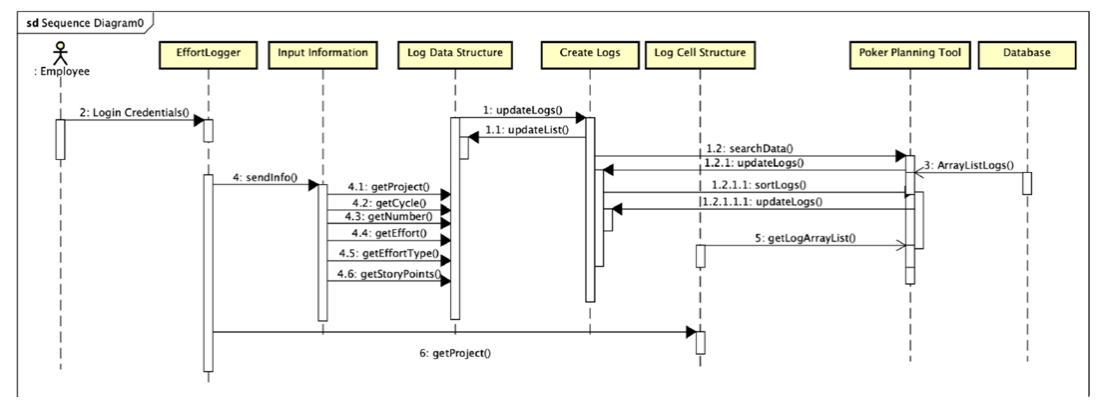 sd Sequence Diagram0
: Employee
EffortLogger
Input Information
Log Data Structure
Create Logs
Log Cell Structure
Poker Planning Tool
Database
2: Login Credentials()
1: updateLogs()
1.1: updateList()
1.2: searchData()
1.2.1: updateLogs()
3: ArrayListLogs()
4: sendInfo()
4.1: getProject()
1.2.1.1: sortLogs()
4.2: getCycle()
1.2.1.1.1: updateLogs()
4.3: getNumber()
4.4: getEffort()
5: getLogArrayList()
4.5: getEffortType()
4.6: getStoryPoints()
6: getProject()